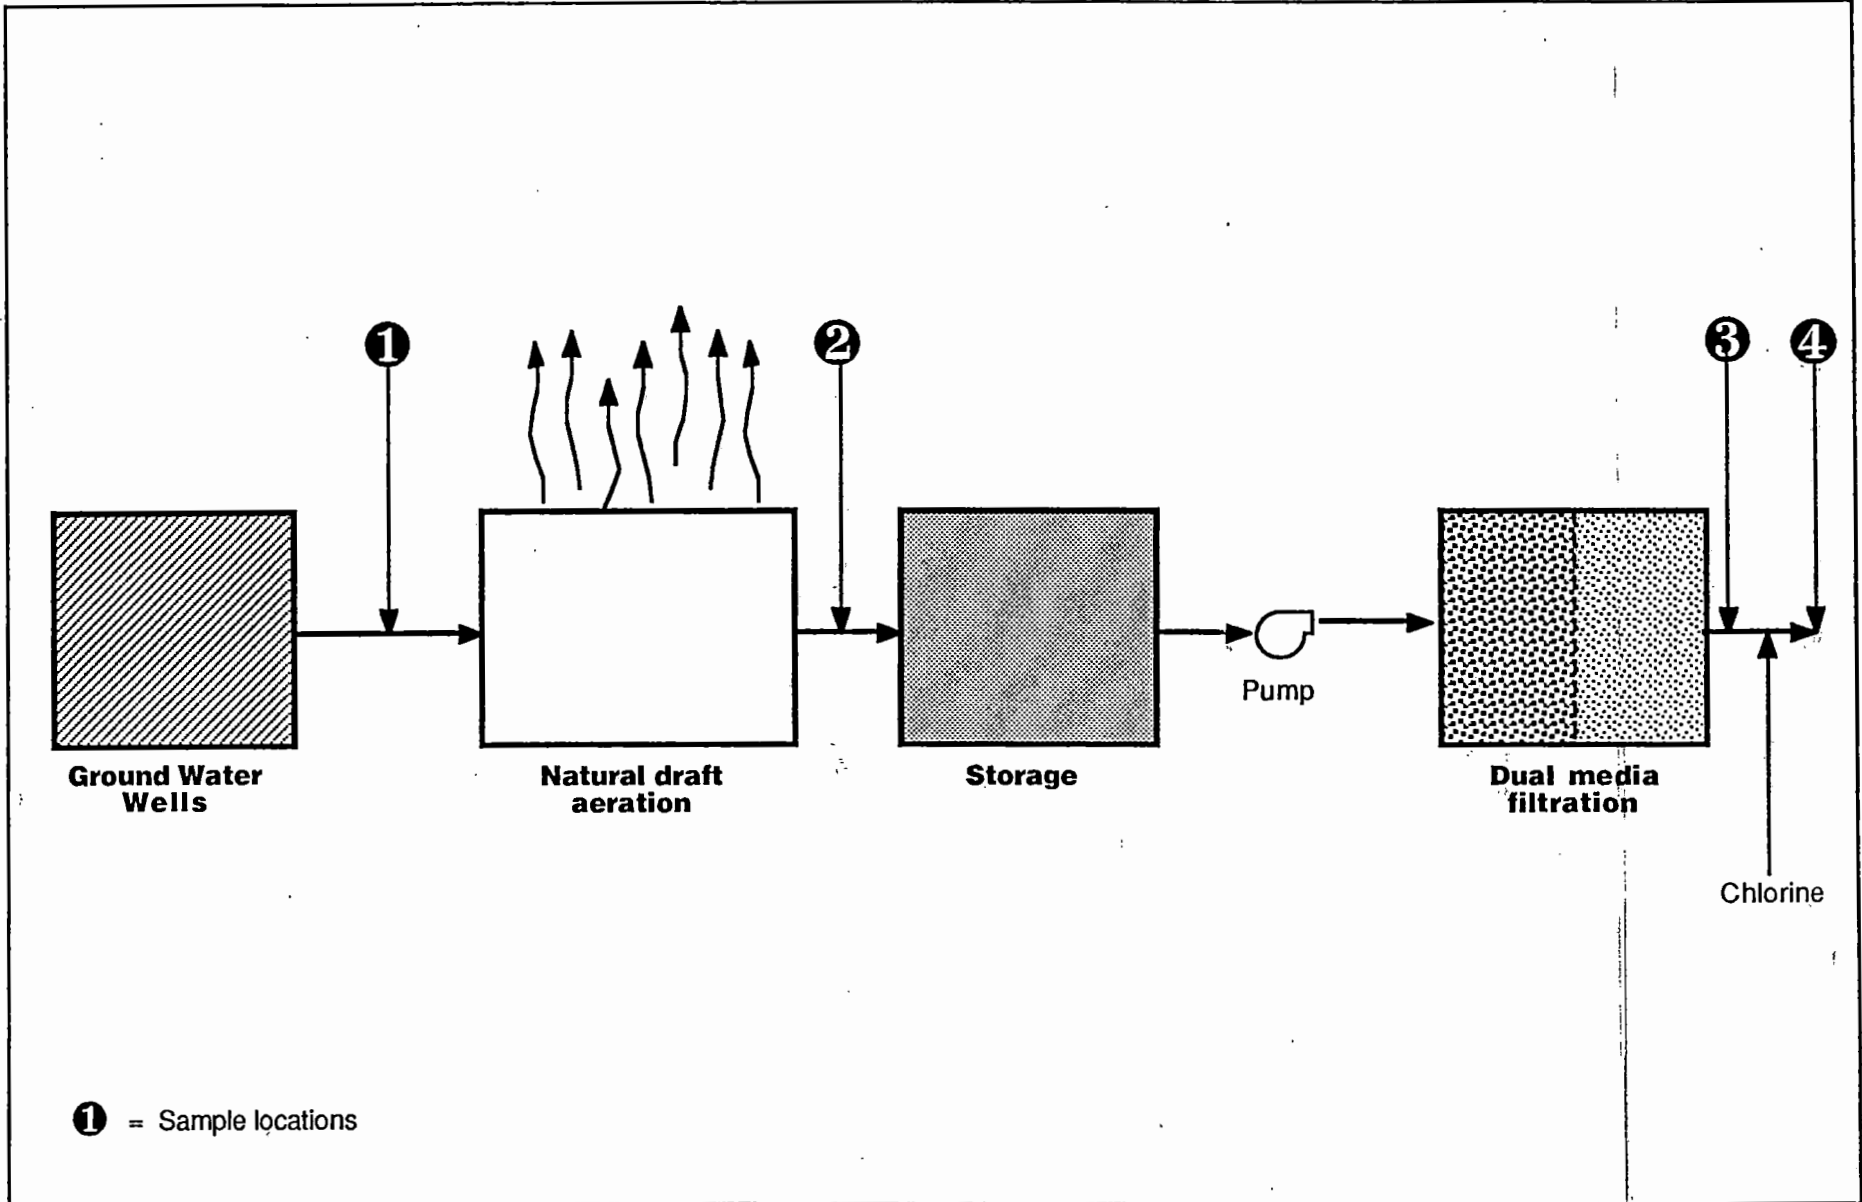 1
2
3
4
Ground Water
Wells
Natural draft
aeration
Storage
Pump
Dual media
filtration
Chlorine
1 = Sample locations